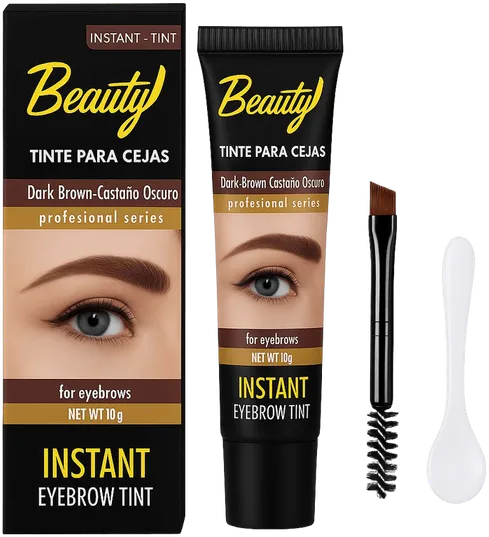 INSTANT - TINT
Beauty
TINTE PARA CEJAS
Dark Brown-Castaño Oscuro
profesional series
for eyebrows
NET WT 10 g
INSTANT
EYEBROW TINT
Beauty
TINTE PARA CEJAS
Dark-Brown Castaño Oscuro
profesional series
for eyebrows
NET WT 10g
INSTANT
EYEBROW TINT